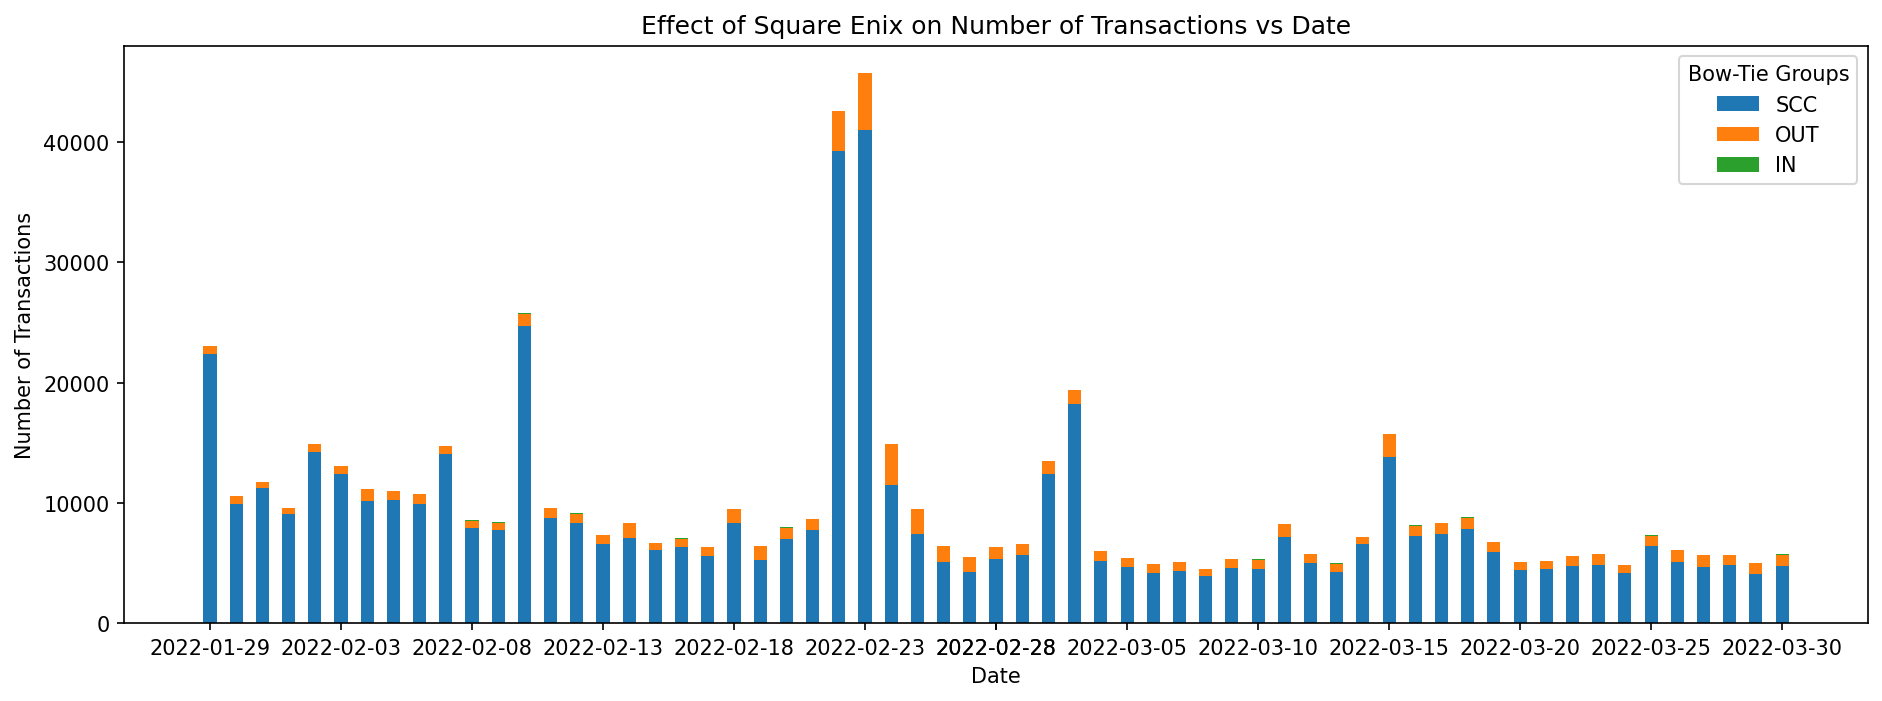 Effect of Square Enix on Number of Transactions vs Date
Bow-Tie Groups
SCC
OUT
IN
Number of Transactions
40000
30000
20000
10000
0
2022-01-29 2022-02-03 2022-02-08 2022-02-13 2022-02-18 2022-02-23 2022-02-28 2022-03-05 2022-03-10 2022-03-15 2022-03-20 2022-03-25 2022-03-30
Date